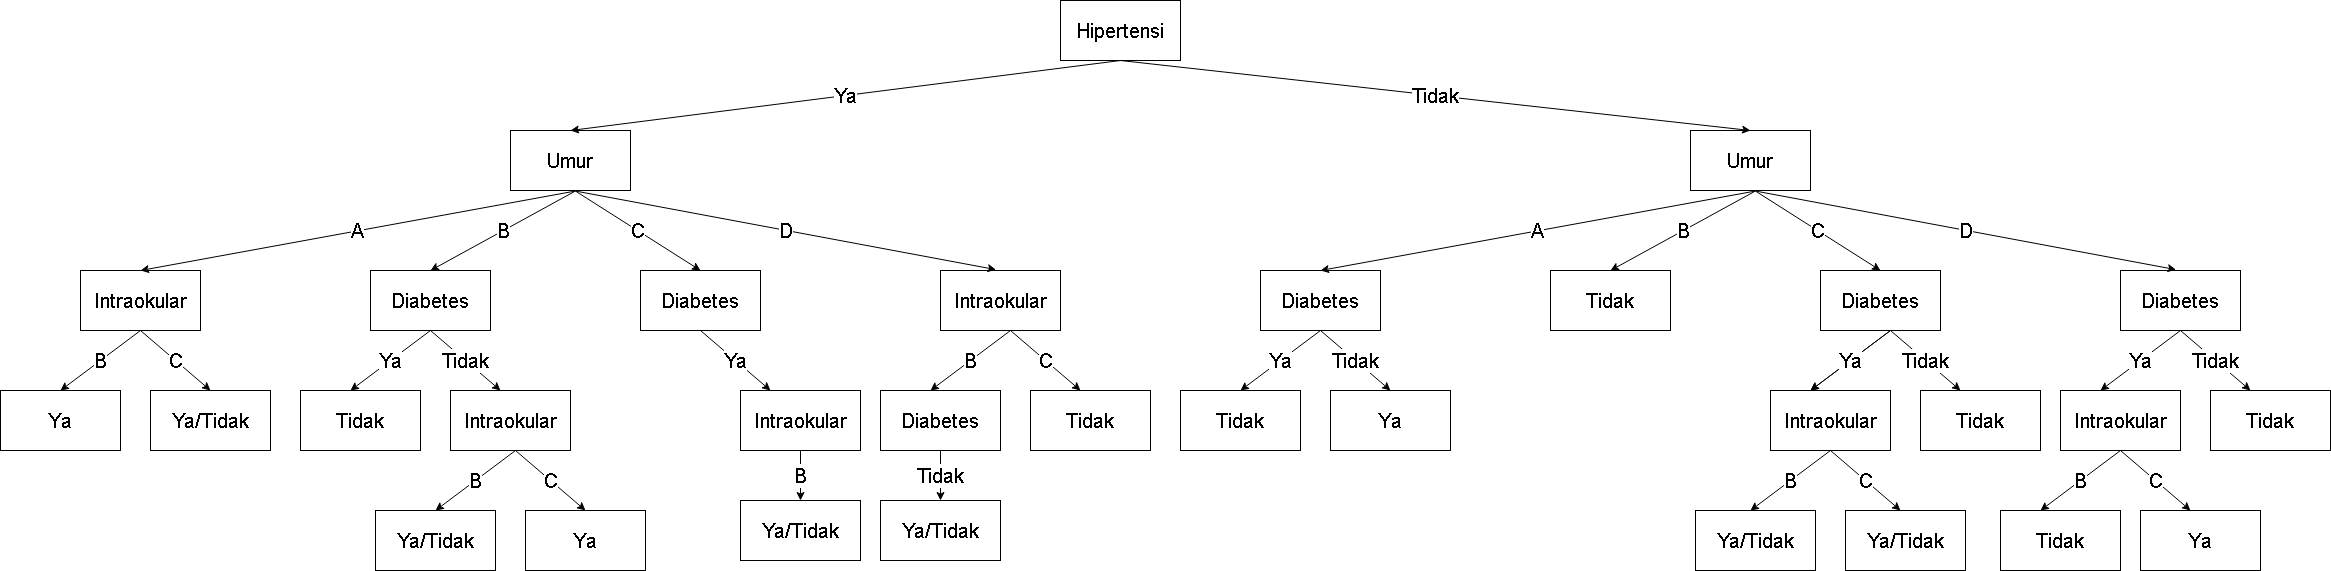 Hipertensi
Ya
Tidak
Umur
Umur
A
B
C
D
A
B
C
D
Intraokular
Diabetes
Diabetes
Intraokular
Diabetes
Tidak
Diabetes
Diabetes
B
C
Ya
Tidak
Ya
B
C
Ya
Tidak
Ya
Tidak
Ya
Tidak
Ya
Ya/Tidak
Tidak
Intraokular
Intraokular
Diabetes
Tidak
Tidak
Ya
Intraokular
Tidak
Intraokular
Tidak
B
C
B
Tidak
B
C
B
C
Ya/Tidak
Ya
Ya/Tidak
Ya/Tidak
Ya/Tidak
Ya/Tidak
Tidak
Ya